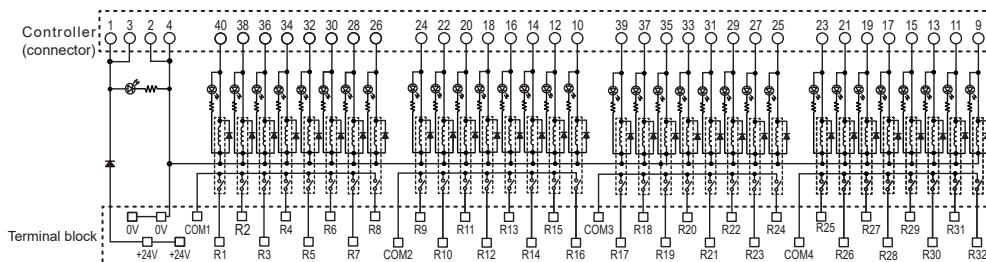 Controller
(connector)
1 3 2 4 40 38 36 34 32 30 28 26 24 22 20 18 16 14 12 10 39 37 35 33 31 29 27 25 23 21 19 17 15 13 11 9
Terminal block
0V 0V COM1 R2 R4 R6 R8 R9 R11 R13 R15 COM3 R18 R20 R22 R24 R25 R27 R29 R31
+24V +24V R1 R3 R5 R7 COM2 R10 R12 R14 R16 R17 R19 R21 R23 COM4 R26 R28 R30 R32